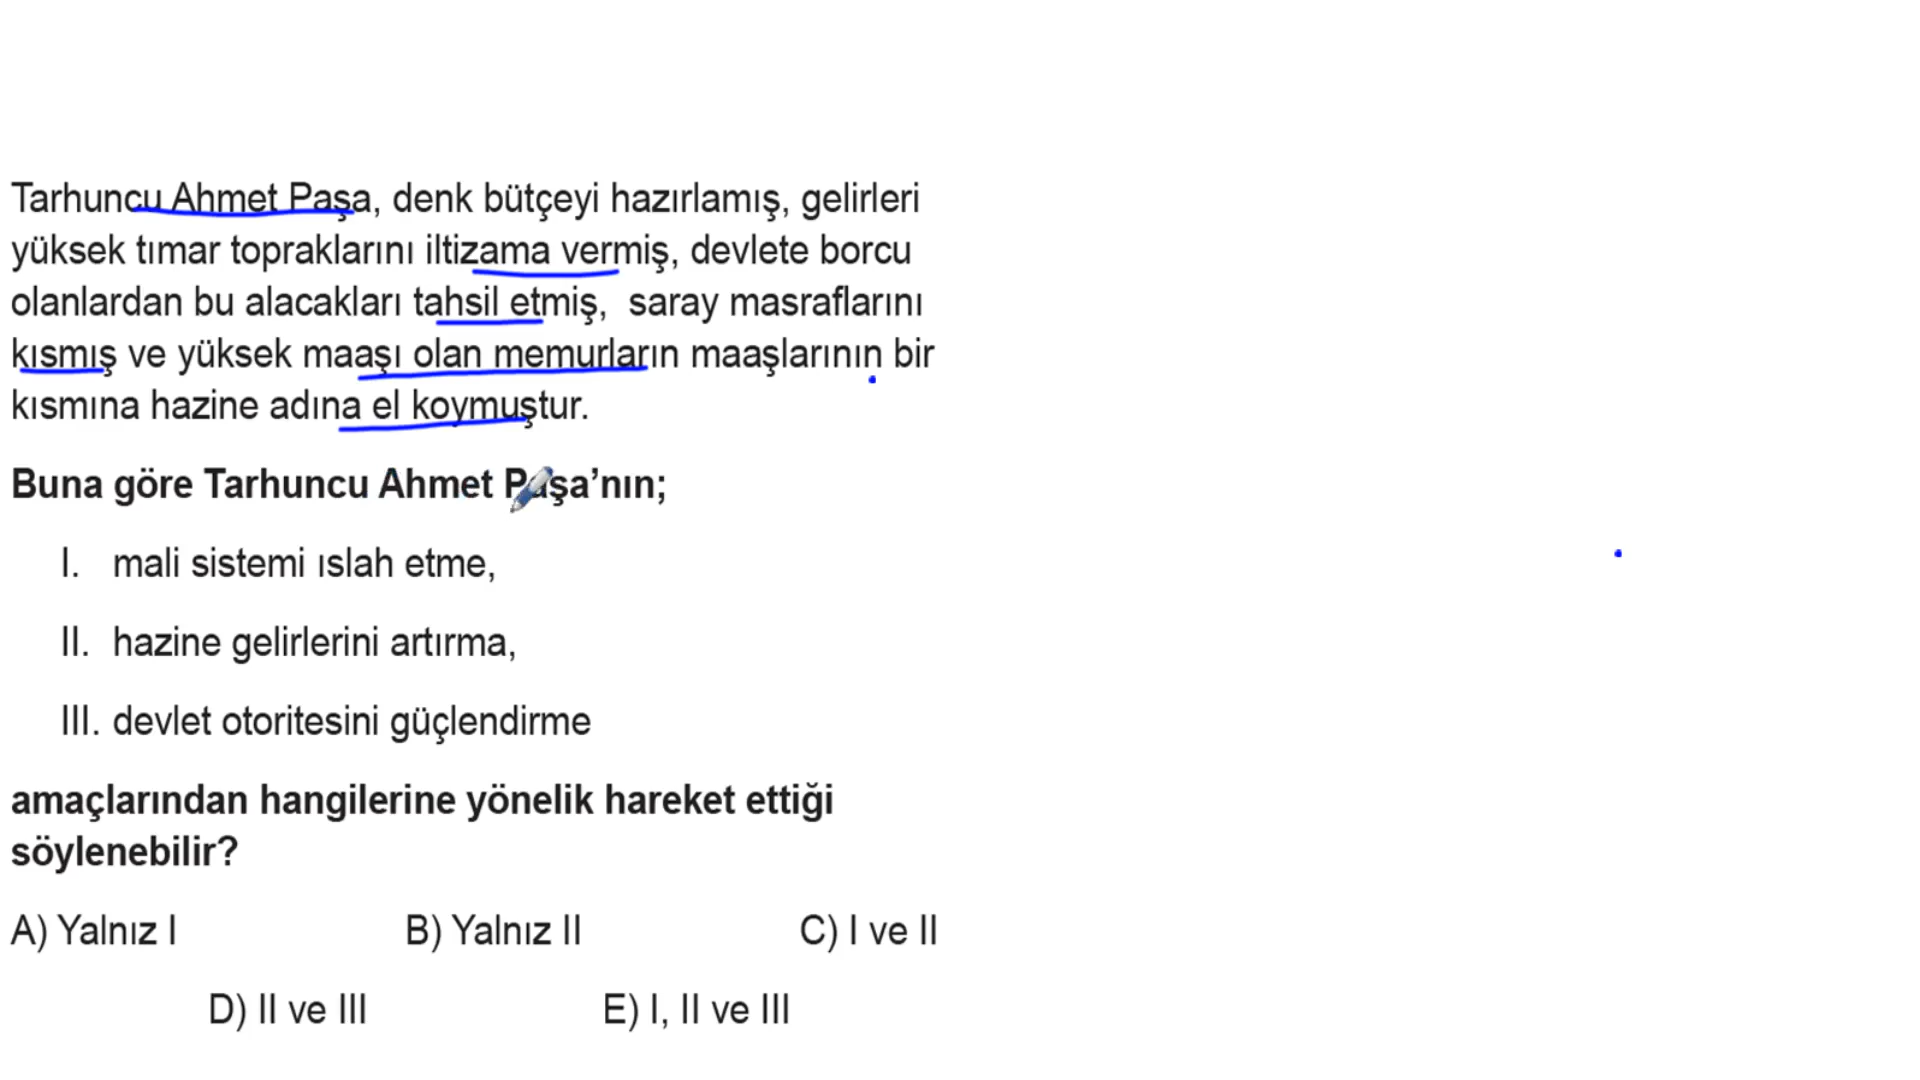 Tarhuncu Ahmet Paşa, denk bütçeyi hazırlamış, gelirleri
yüksek tımar topraklarını iltizama vermiş, devlete borcu
olanlardan bu alacakları tahsil etmiş, saray masraflarını
kısmış ve yüksek maaşı olan memurların maaşlarının bir
kısmına hazine adına el koymuştur.
Buna göre Tarhuncu Ahmet Paşa’nın;
I. mali sistemi ıslah etme,
II. hazine gelirlerini artırma,
III. devlet otoritesini güçlendirme
amaçlarından hangilerine yönelik hareket ettiği
söylenebilir?
A) Yalnız I B) Yalnız II C) I ve II
D) II ve III E) I, II ve III